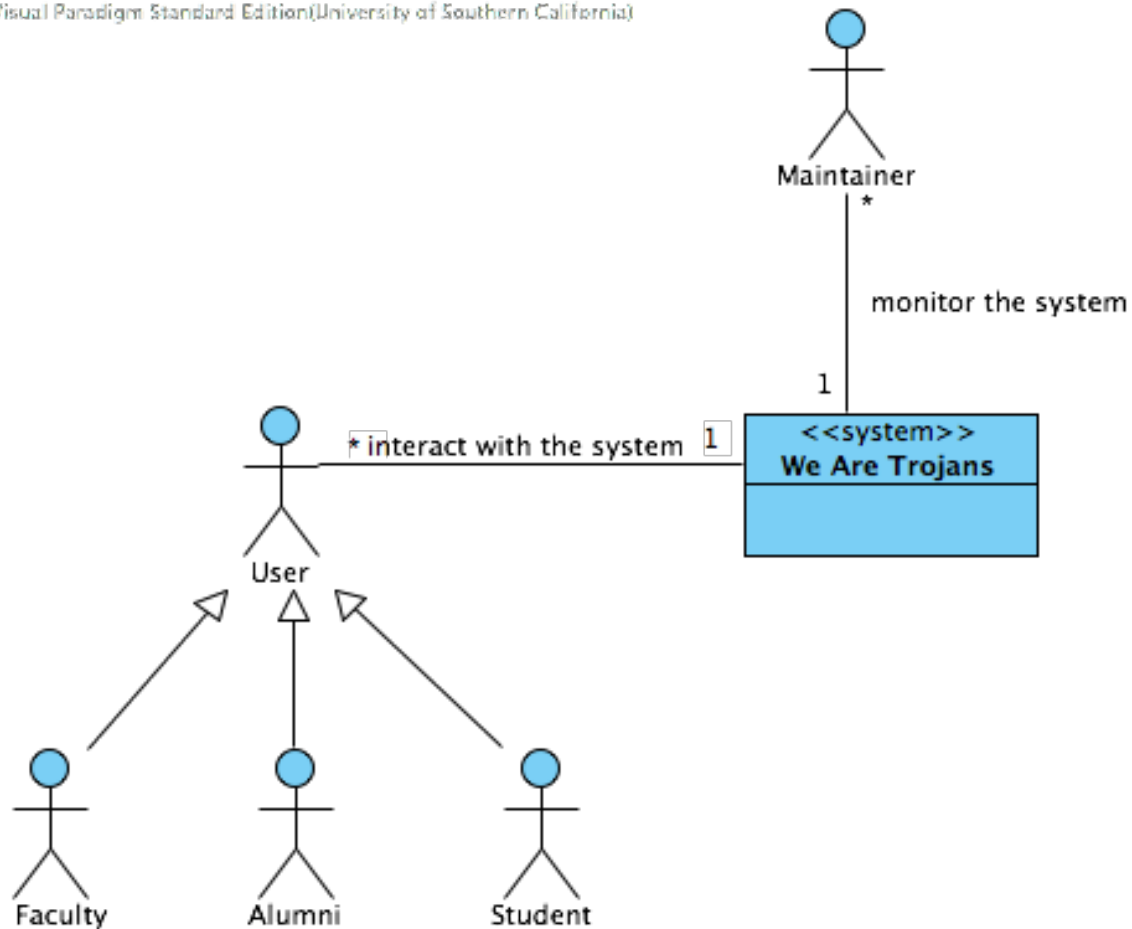 Visual Paradigm Standard Edition(University of Southern California)
Maintainer
*
monitor the system
1
* interact with the system 1
<<system>>
We Are Trojans
User
Faculty Alumni Student